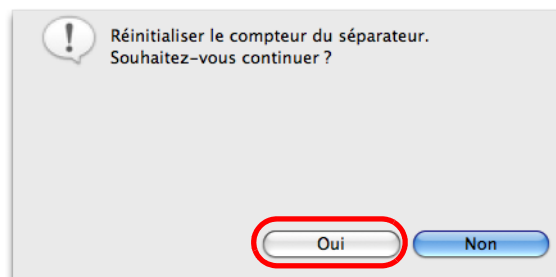 Réinitialiser le compteur du séparateur.
Souhaitez-vous continuer ?
Oui
Non